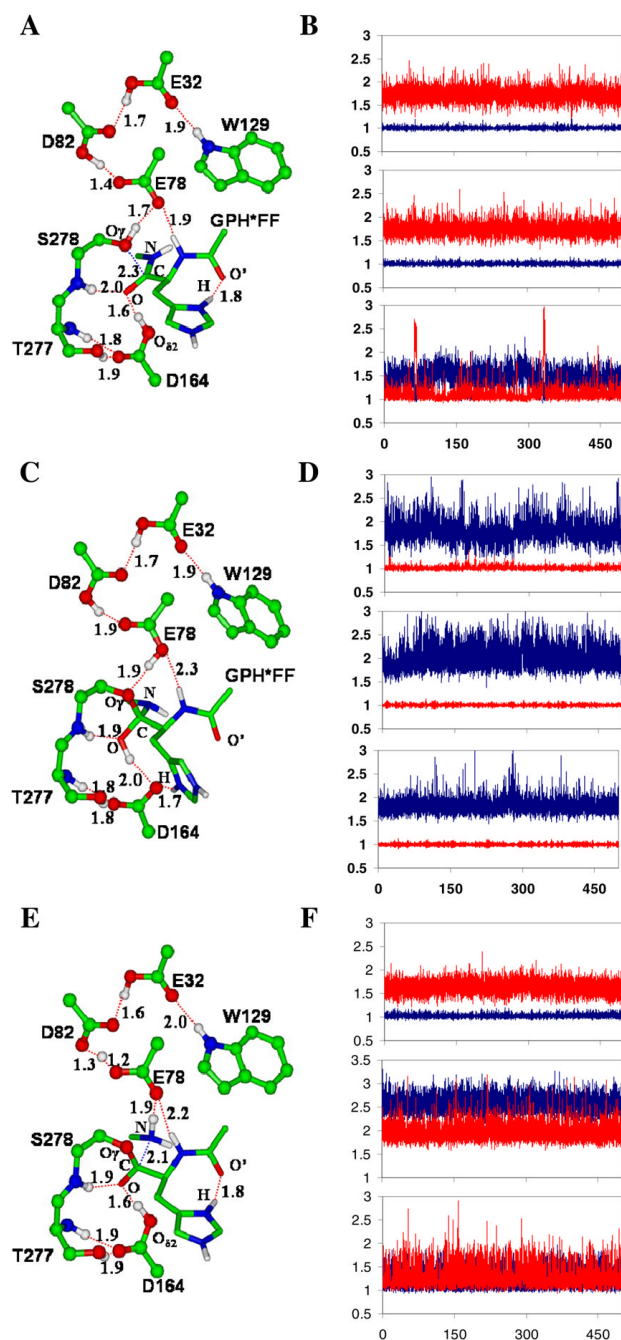 A
E32
1.7
1.9
D82
W129
1.4
E78
1.7
1.9
GPH*FF
Oγ
S278
N
2.3
C
O'
2.0
O
H
1.8
1.6
1.8
Oδ2
T277
1.9
D164
B
3
2.5
2
1.5
1
0.5
3
2.5
2
1.5
1
0.5
3
2.5
2
1.5
1
0.5
0
150
300
450
C
E32
1.7
1.9
D82
W129
1.9
E78
1.9
2.3
GPH*FF
S278
Oγ
N
1.9
C
O
O'
2.0
H
1.8
1.7
T277
1.8
D164
D
3
2.5
2
1.5
1
0.5
3
2.5
2
1.5
1
0.5
3
2.5
2
1.5
1
0.5
0
150
300
450
E
E32
1.6
2.0
D82
W129
1.3
1.2
E78
1.9
2.2
S278
N
Oγ
2.1
C
O'
1.9
O
H
1.8
1.6
1.9
Oδ2
T277
1.9
D164
F
3
2.5
2
1.5
1
0.5
3.5
3
2.5
2
1.5
1
3
2.5
2
1.5
1
0.5
0
150
300
450